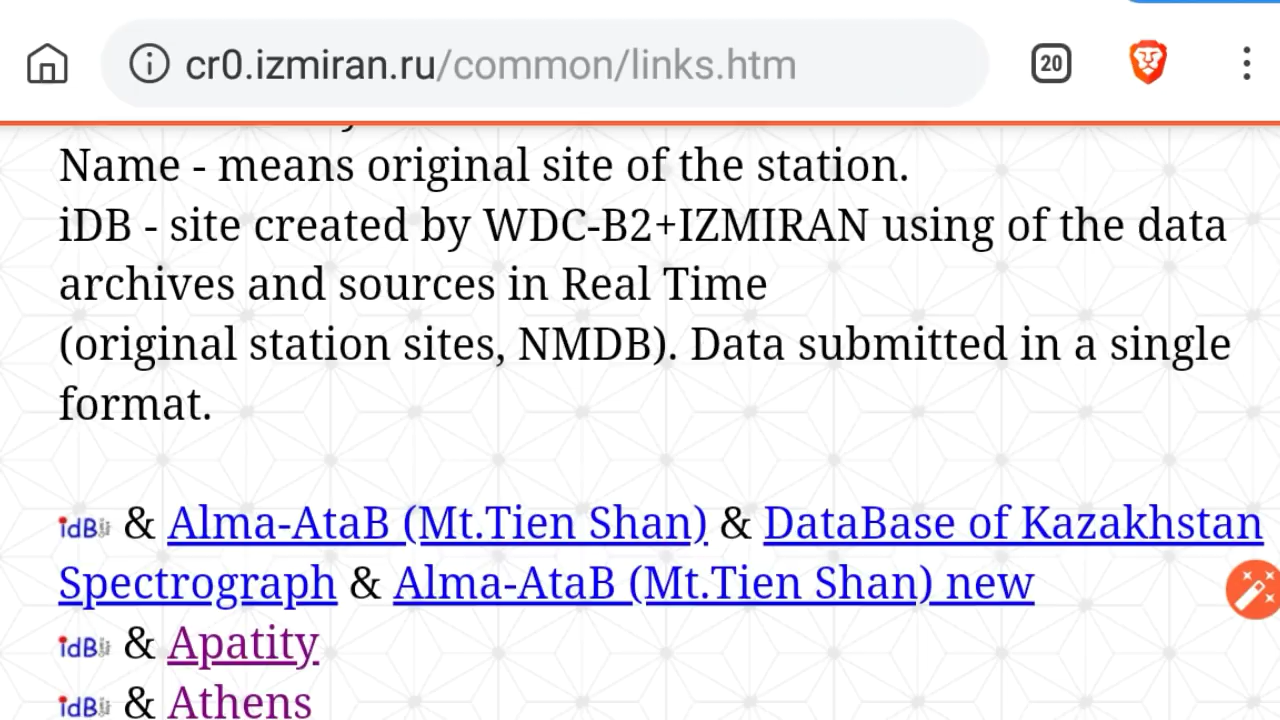 20
cr0.izmiran.ru/common/links.htm
Name - means original site of the station.
iDB - site created by WDC-B2+IZMIRAN using of the data
archives and sources in Real Time
(original station sites, NMDB). Data submitted in a single
format.
idB & Alma-AtaB (Mt.Tien Shan) & DataBase of Kazakhstan
Spectrograph & Alma-AtaB (Mt.Tien Shan) new
idB & Apatity
idB & Athens